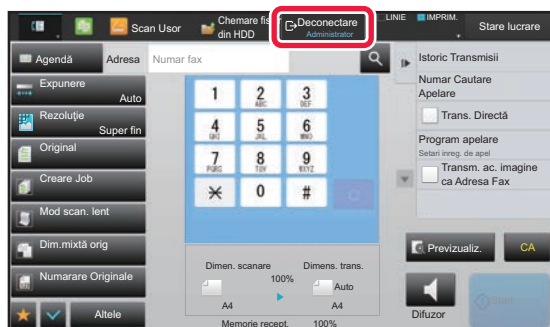 Scan Usor
Chemare fis
din HDD
Deconectare
Administrator
LINIE
IMPRIM.
Stare lucrare
Agendă
Adresa
Numar fax
Expunere
Auto
Rezoluţie
Super fin
Original
Creare Job
Mod scan. lent
Dim.mixtă orig
Numarare Originale
Altele
1
2
ABC
3
DEF
4
GHI
5
JKL
6
MNO
7
PQRS
8
TUV
9
WXYZ
0
#
Dimen. scanare
100%
Dimens. trans.
Auto
A4
A4
Memorie recept.
100%
Istoric Transmisii
Numar Cautare
Apelare
Trans. Directă
Program apelare
Setari inreg. de apel
Transm. ac. imagine
ca Adresa Fax
Previzualiz.
CA
Difuzor
Start